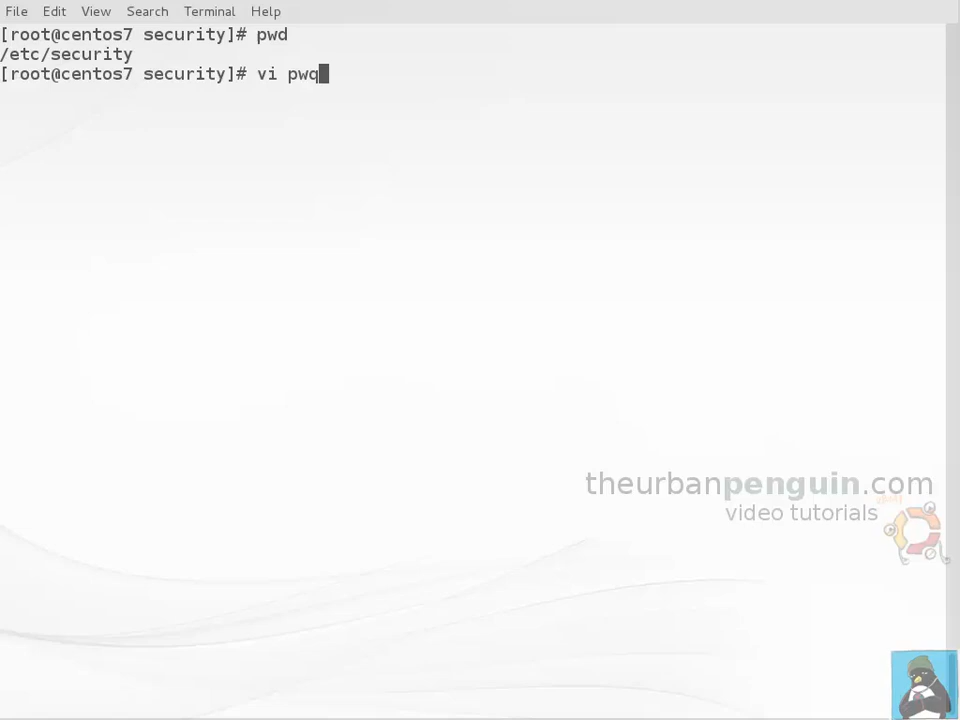 File Edit View Search Terminal Help
[root@centos7 security]# pwd
/etc/security
[root@centos7 security]# vi pwq
theurbanpenguin.com
video tutorials